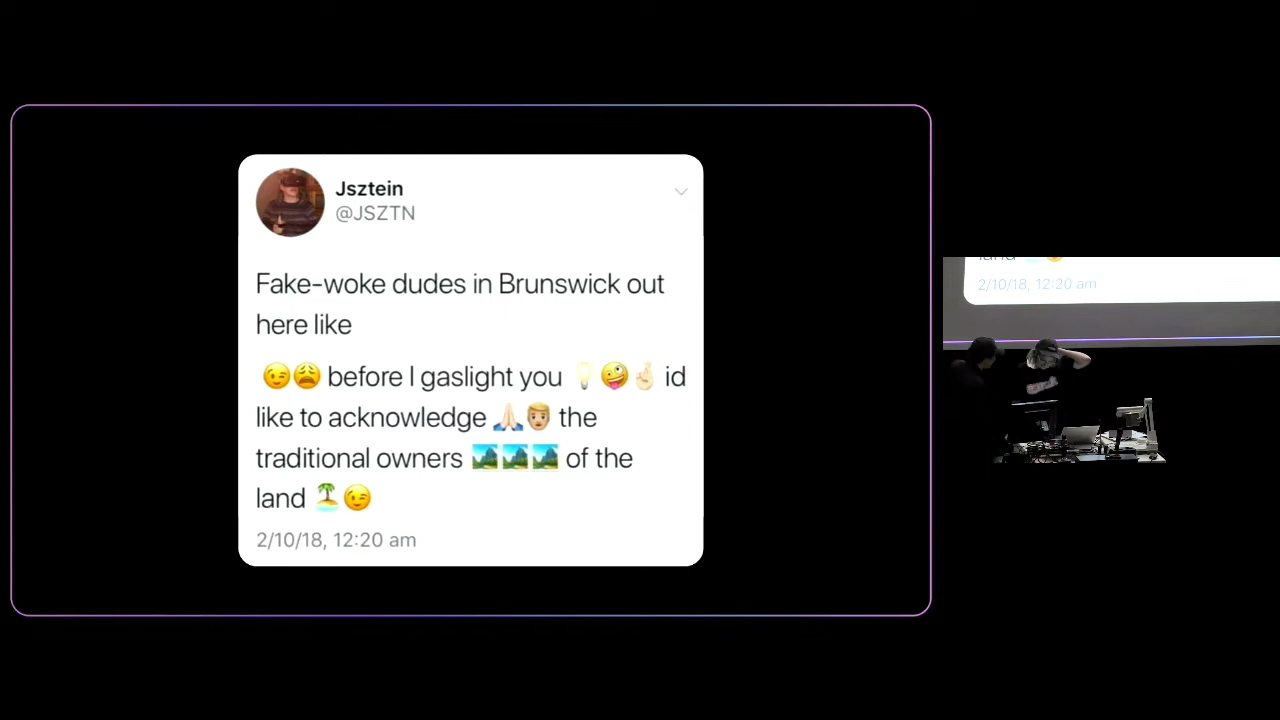 Jsztein
@JSZTN
Fake-woke dudes in Brunswick out
here like
😉😩 before I gaslight you 💡🤪🤞🏻 id
like to acknowledge 🙏🏻👨🏼 the
traditional owners 🏞🏞🏞 of the
land 🏝😉
2/10/18, 12:20 am
land 🏝😉
2/10/18, 12:20 am